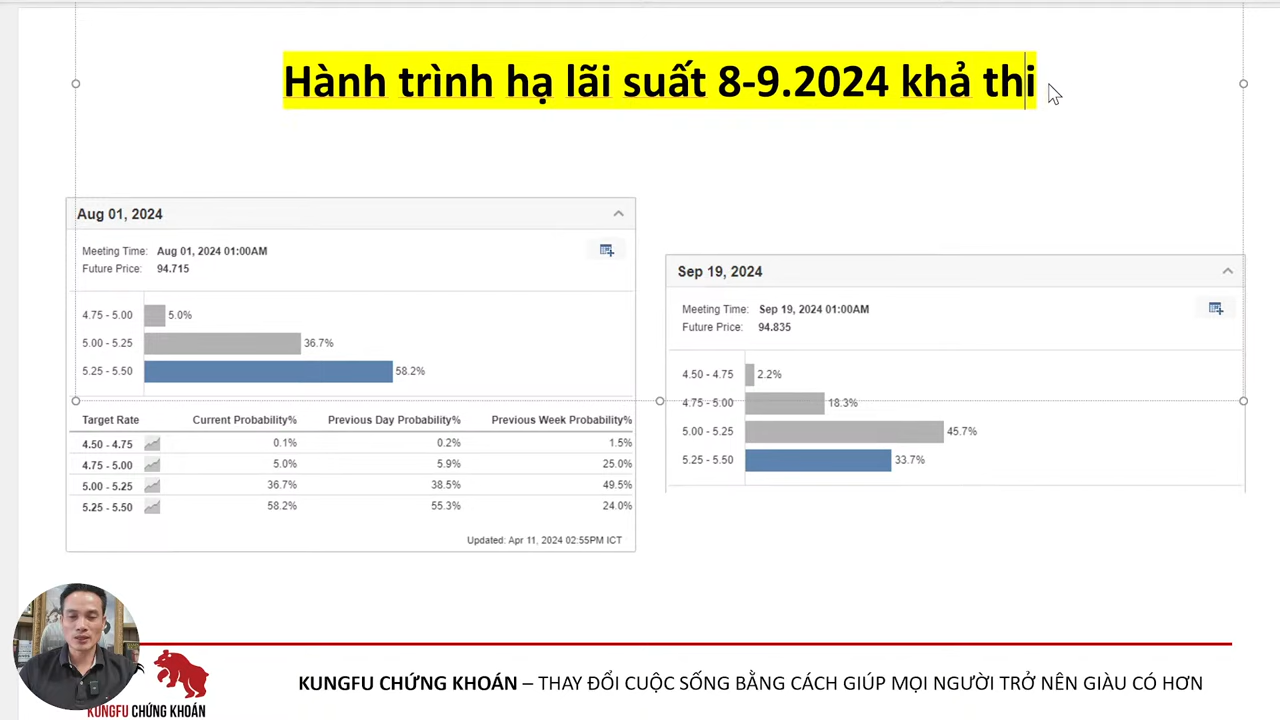 Hành trình hạ lãi suất 8-9.2024 khả thi
Aug 01, 2024
Meeting Time: Aug 01, 2024 01:00AM
Future Price: 94.715
4.75 - 5.00 5.0%
5.00 - 5.25 36.7%
5.25 - 5.50 58.2%
Target Rate Current Probability% Previous Day Probability% Previous Week Probability%
4.50 - 4.75 0.1% 0.2% 1.5%
4.75 - 5.00 5.0% 5.9% 25.0%
5.00 - 5.25 36.7% 38.5% 49.5%
5.25 - 5.50 58.2% 55.3% 24.0%
Updated: Apr 11, 2024 02:55PM ICT
Sep 19, 2024
Meeting Time: Sep 19, 2024 01:00AM
Future Price: 94.835
4.50 - 4.75 2.2%
4.75 - 5.00 18.3%
5.00 - 5.25 45.7%
5.25 - 5.50 33.7%
KUNGFU CHỨNG KHOÁN
KUNGFU CHỨNG KHOÁN – THAY ĐỔI CUỘC SỐNG BẰNG CÁCH GIÚP MỌI NGƯỜI TRỞ NÊN GIÀU CÓ HƠN